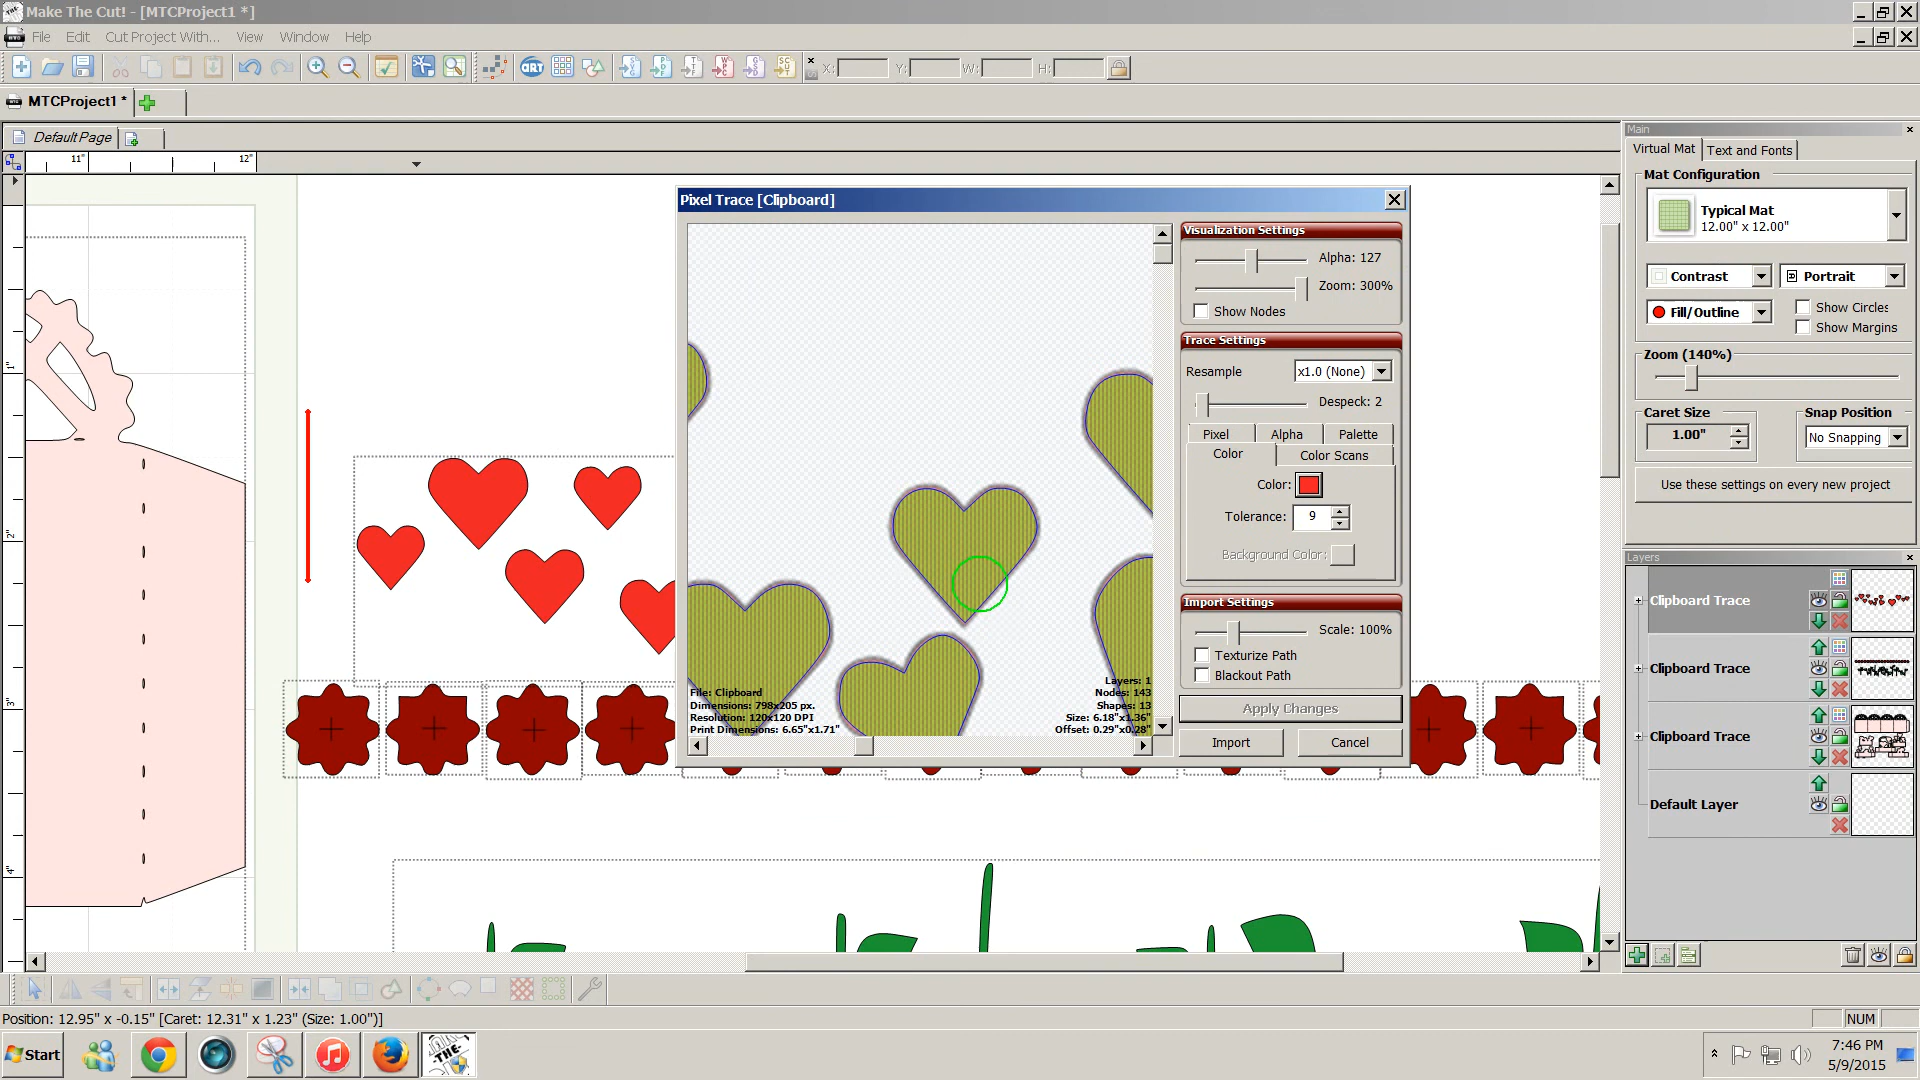 Make The Cut! - [MTCProject1 *]
File Edit Cut Project With... View Window Help
ART
X: Y: W: H:
MTCProject1 *
DefaultPage
11" 12"
1"
2"
3"
4"
Pixel Trace [Clipboard]
File: Clipboard
Dimensions: 798x205 px.
Resolution: 120x120 DPI
Print Dimensions: 6.65"x1.71"
Layers: 1
Nodes: 143
Shapes: 13
Size: 6.18"x1.36"
Offset: 0.29"x0.28"
Visualization Settings
Alpha: 127
Zoom: 300%
Show Nodes
Trace Settings
Resample x1.0 (None)
Despeck: 2
Pixel Alpha Palette
Color Color Scans
Color:
Tolerance: 9
Background Color:
Import Settings
Scale: 100%
Texturize Path
Blackout Path
Apply Changes
Import Cancel
Main
Virtual Mat Text and Fonts
Mat Configuration
Typical Mat
12.00" x 12.00"
Contrast Portrait
Fill/Outline Show Circles
Show Margins
Zoom (140%)
Caret Size Snap Position
1.00" No Snapping
Use these settings on every new project
Layers
Clipboard Trace
Clipboard Trace
Clipboard Trace
Default Layer
Position: 12.95" x -0.15" [Caret: 12.31" x 1.23" (Size: 1.00")]
NUM
Start
7:46 PM
5/9/2015